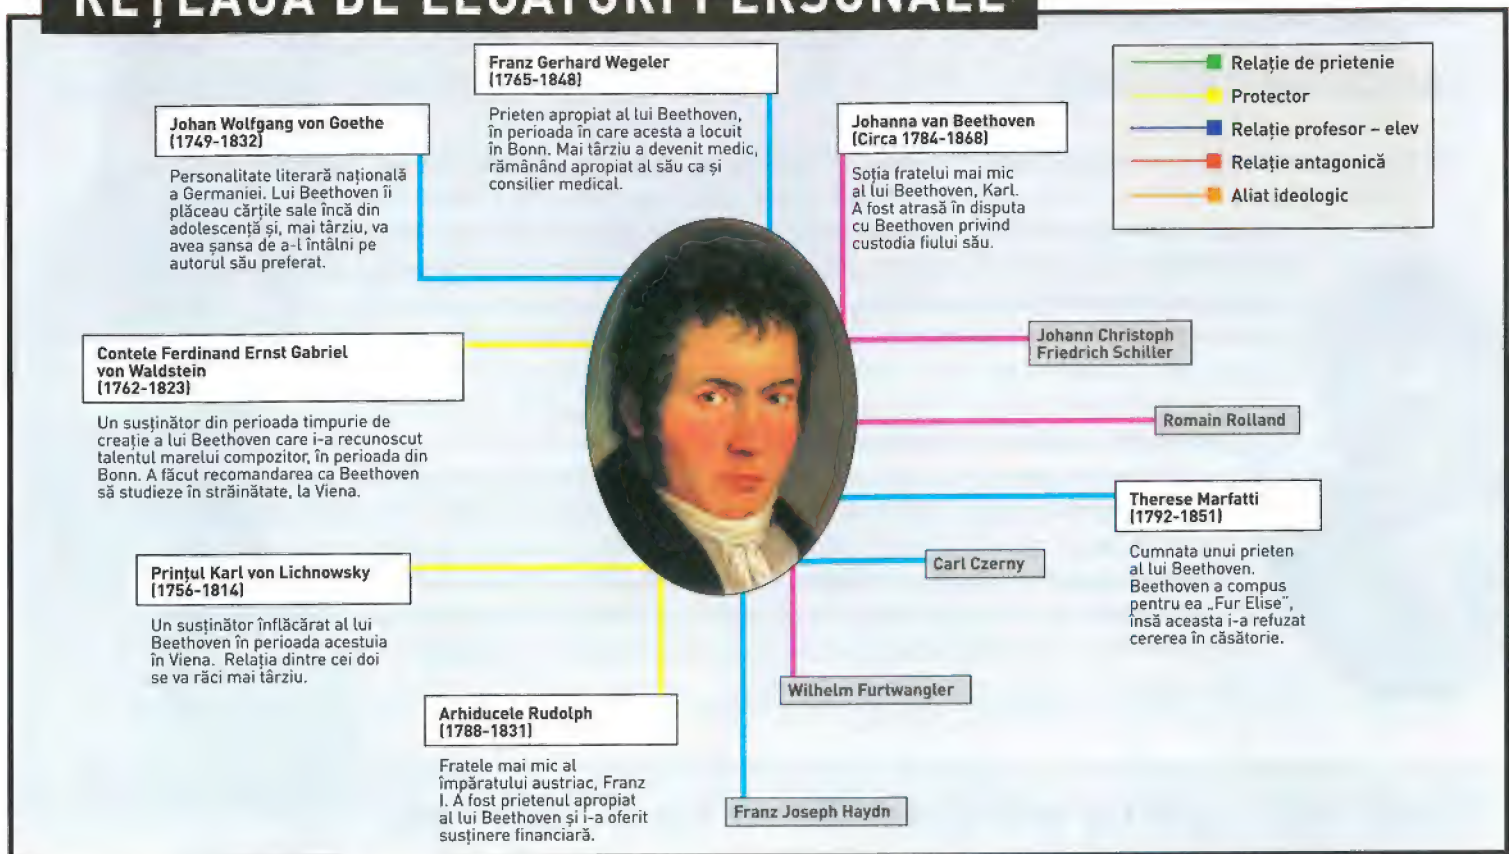 REȚEAUA DE LEGĂTURI PERSONALE
Franz Gerhard Wegeler
(1765-1848)
Prieten apropiat al lui Beethoven,
în perioada în care acesta a locuit
în Bonn. Mai târziu a devenit medic,
rămânând apropiat al său ca și
consilier medical.
Johan Wolfgang von Goethe
(1749-1832)
Personalitate literară națională
a Germaniei. Lui Beethoven îi
plăceau cărțile sale încă din
adolescență și, mai târziu, va
avea șansa de a-l întâlni pe
autorul său preferat.
Johanna van Beethoven
(Circa 1784-1868)
Soția fratelui mai mic
al lui Beethoven, Karl.
A fost atrasă în disputa
cu Beethoven privind
custodia fiului său.
Relație de prietenie
Protector
Relație profesor – elev
Relație antagonică
Aliat ideologic
Contele Ferdinand Ernst Gabriel
von Waldstein
(1762-1823)
Un susținător din perioada timpurie de
creație a lui Beethoven care i-a recunoscut
talentul marelui compozitor, în perioada din
Bonn. A făcut recomandarea ca Beethoven
să studieze în străinătate, la Viena.
Johann Christoph
Friedrich Schiller
Romain Rolland
Therese Marfatti
(1792-1851)
Cumnata unui prieten
al lui Beethoven.
Beethoven a compus
pentru ea „Fur Elise”,
însă aceasta i-a refuzat
cererea în căsătorie.
Prințul Karl von Lichnowsky
(1756-1814)
Un susținător înflăcărat al lui
Beethoven în perioada acestuia
în Viena. Relația dintre cei doi
se va răci mai târziu.
Carl Czerny
Wilhelm Furtwangler
Arhiducele Rudolph
(1788-1831)
Fratele mai mic al
împăratului austriac, Franz
I. A fost prietenul apropiat
al lui Beethoven și i-a oferit
susținere financiară.
Franz Joseph Haydn